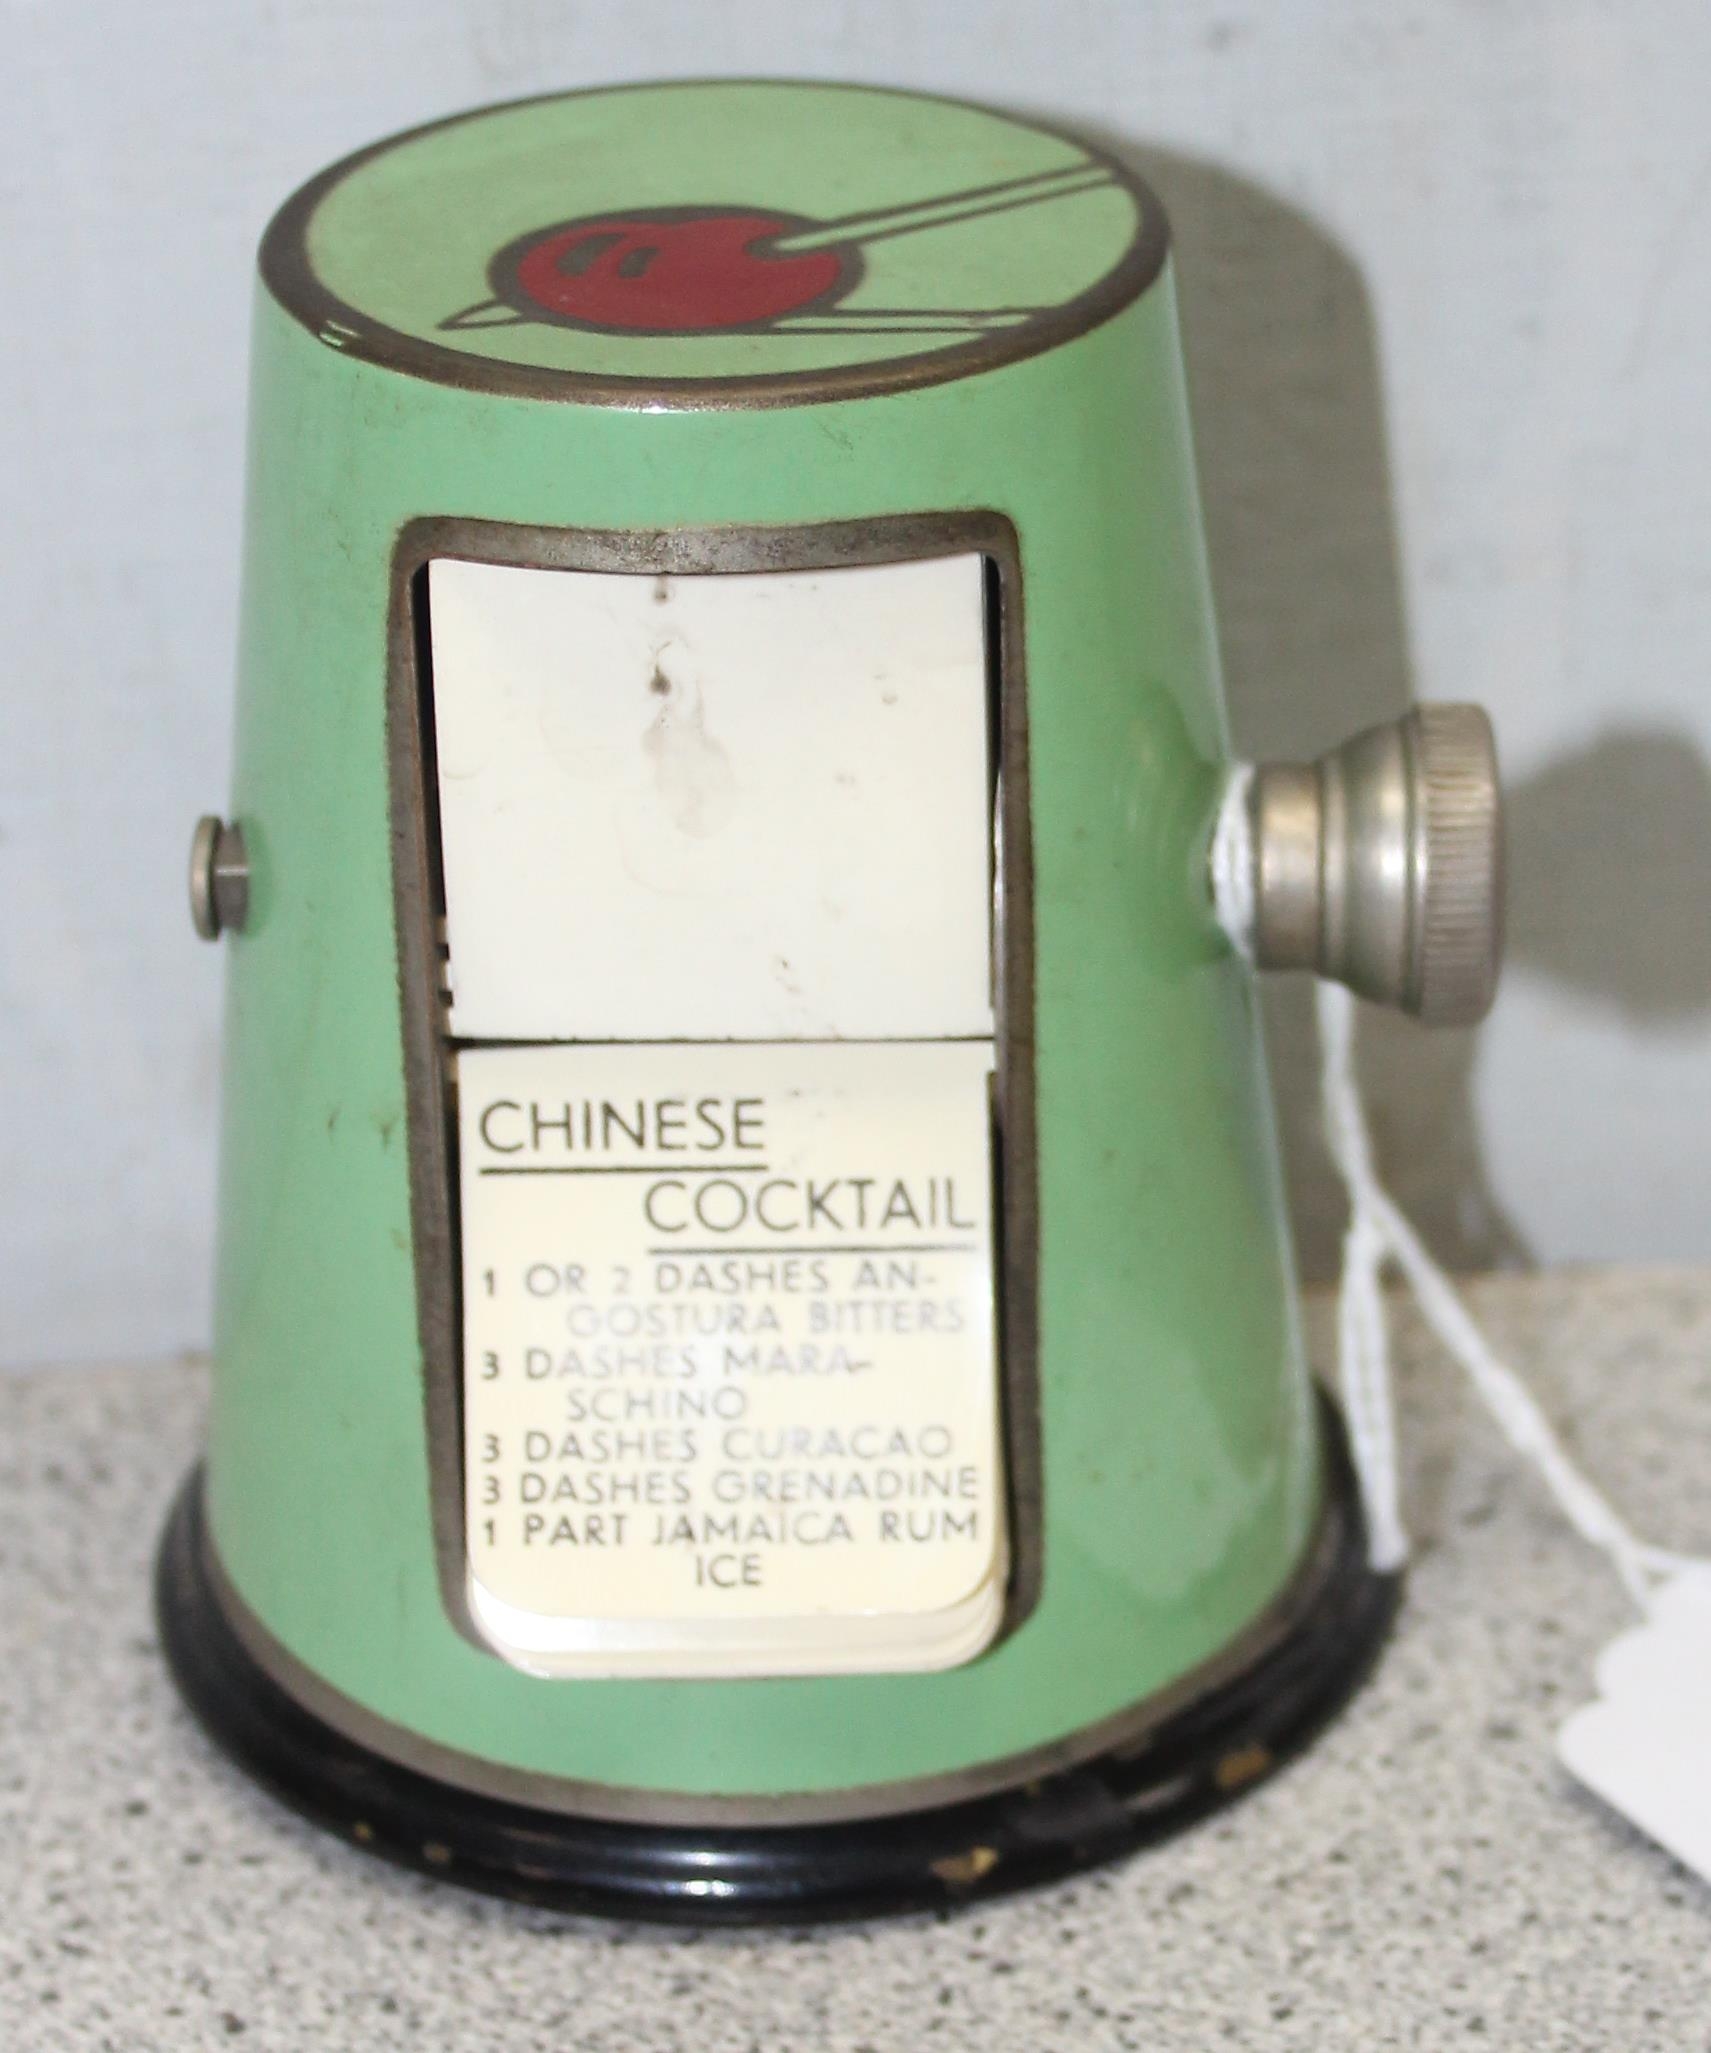 CHINESE
COCKTAIL
1 OR 2 DASHES AN-
GOSTURA BITTERS
3 DASHES MARA-
SCHINO
3 DASHES CURACAO
3 DASHES GRENADINE
1 PART JAMAICA RUM
ICE